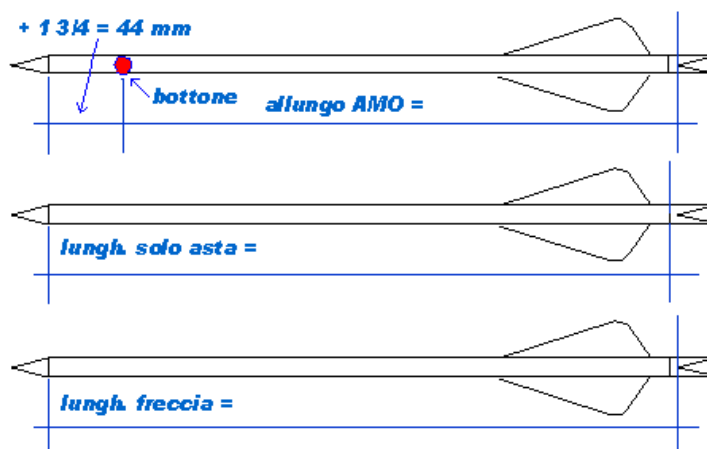 + 1 3/4 = 44 mm
bottone
allungo AMO =
lungh. solo asta =
lungh. freccia =